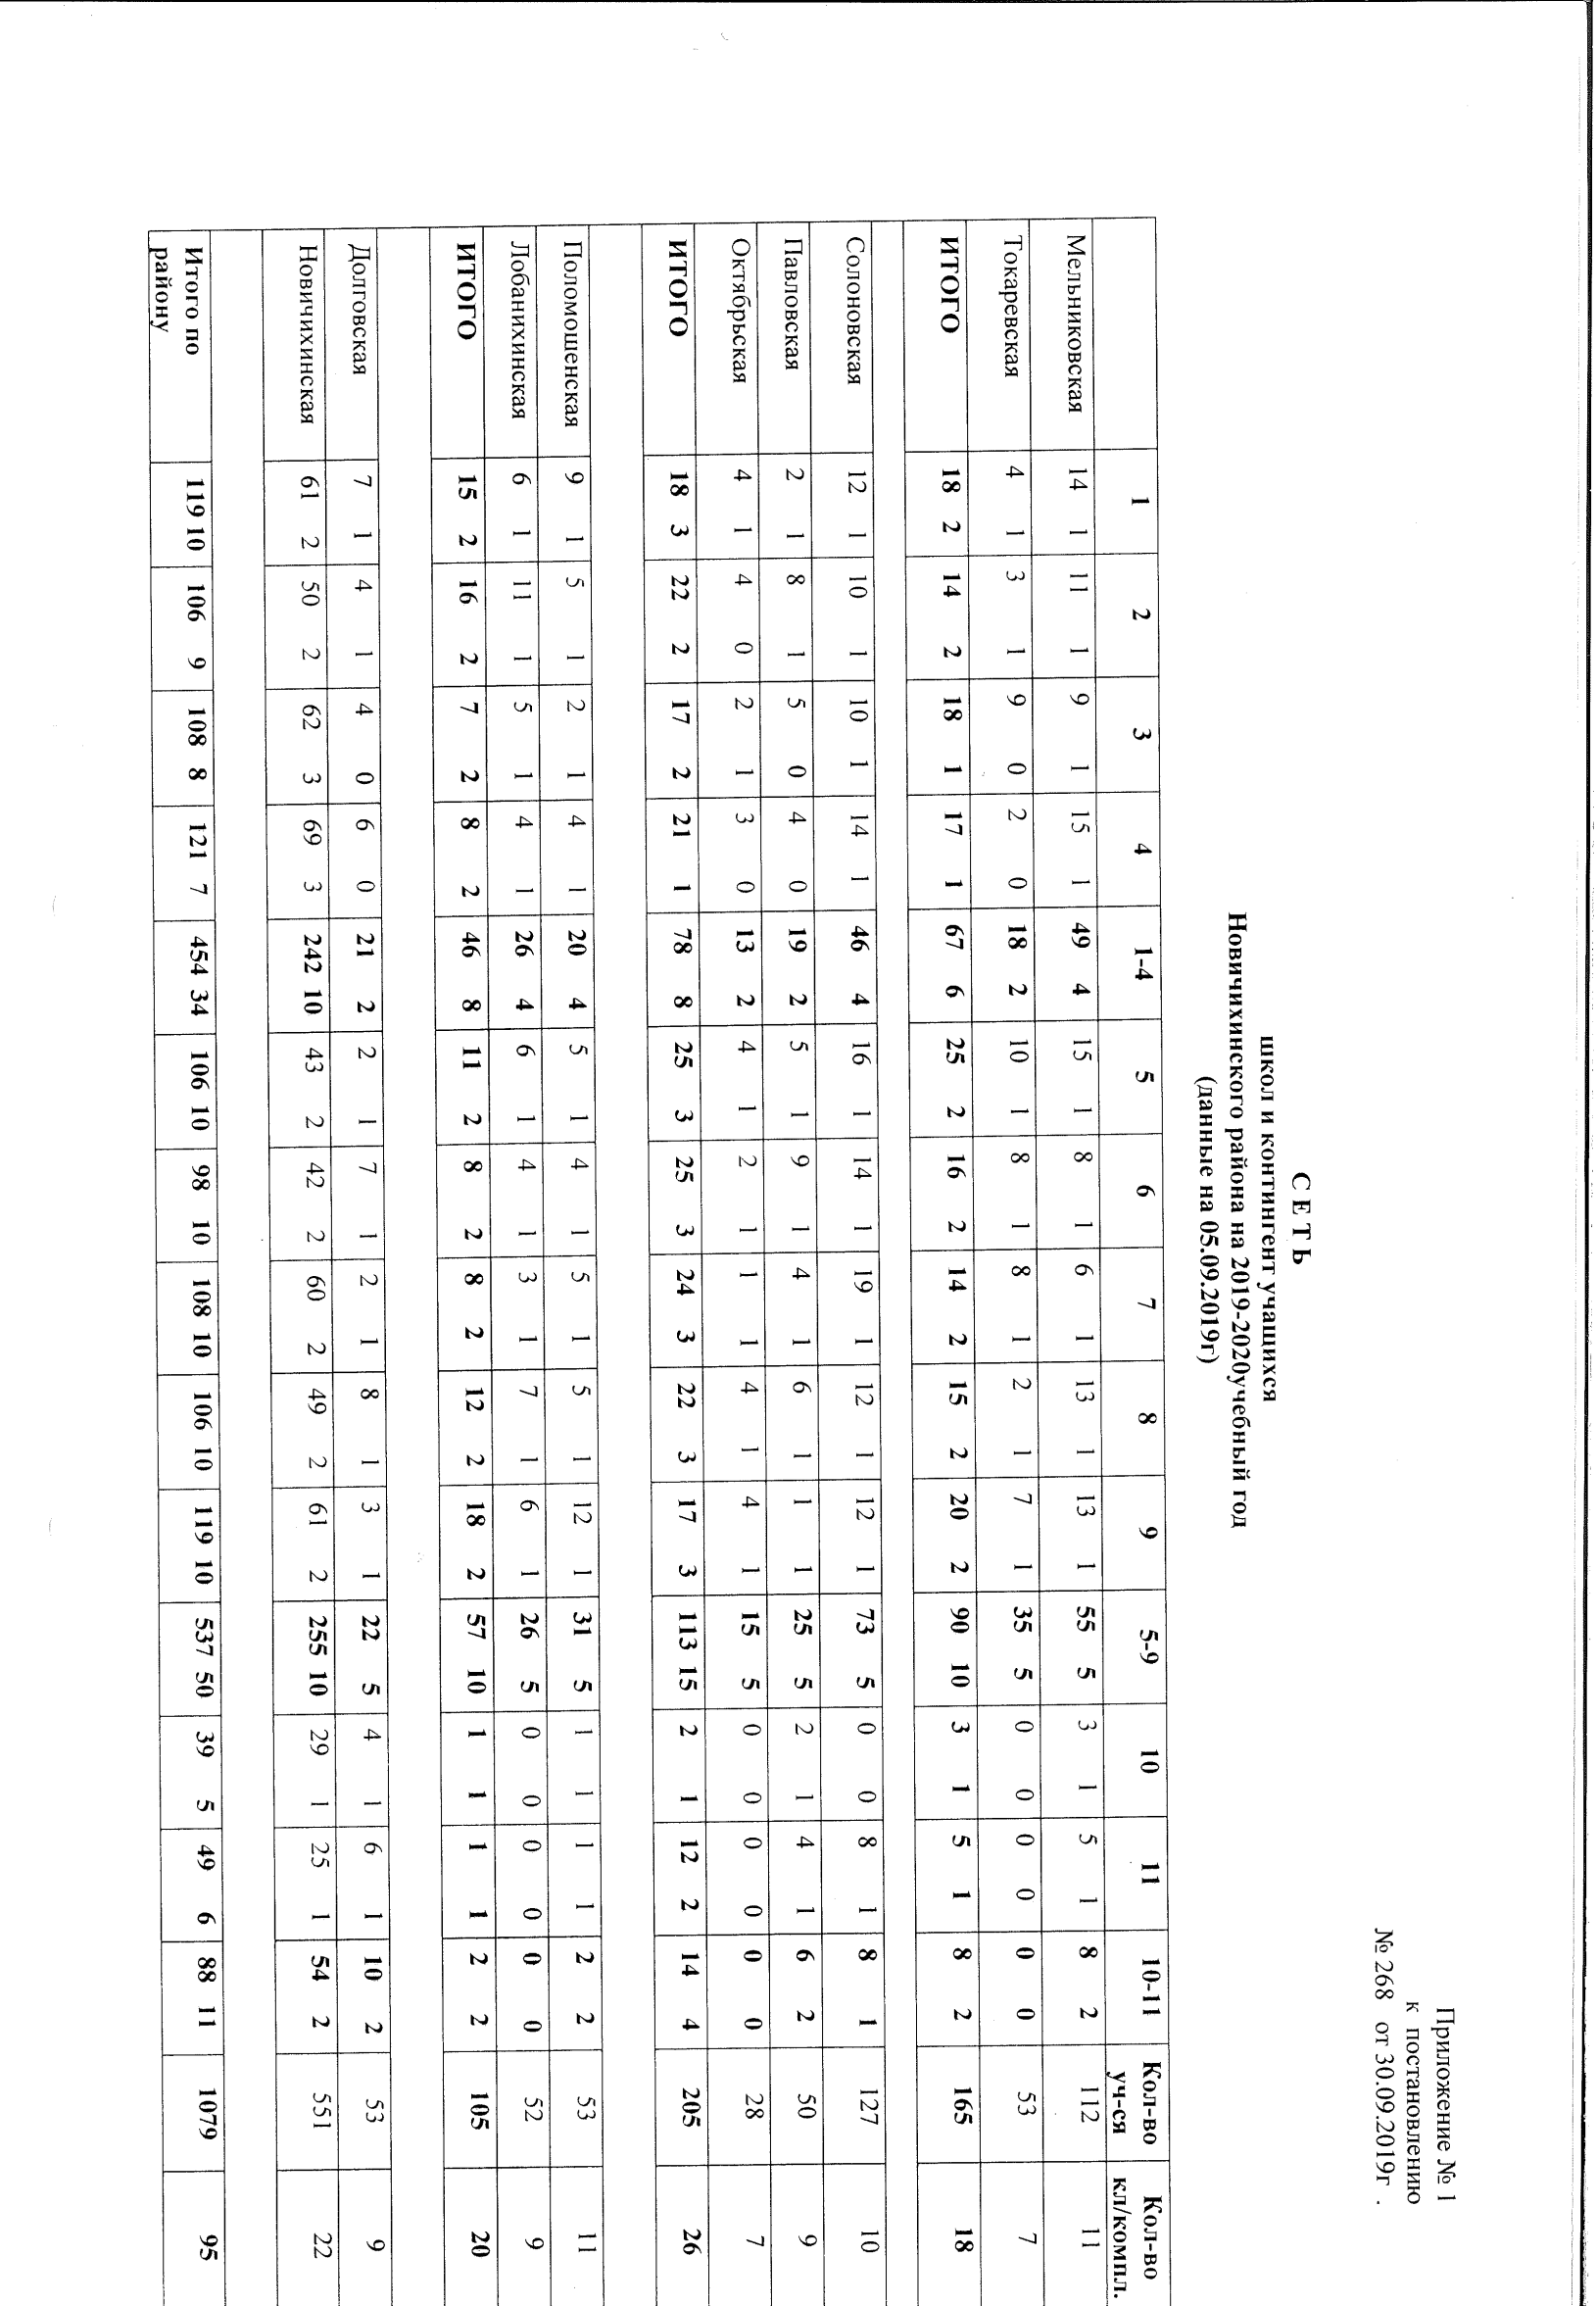 Приложение № 1
к постановлению
№ 268 от 30.09.2019г .
С Е Т Ь
школ и контингент учащихся
Новичихинского района на 2019-2020учебный год
(данные на 05.09.2019г)
1 2 3 4 1-4 5 6 7 8 9 5-9 10 11 10-11 Кол-во уч-ся Кол-во кл/компл.
Мельниковская 14 1 11 1 9 1 15 1 49 4 15 1 8 1 6 1 13 1 13 1 55 5 3 1 5 1 8 2 112 11
Токаревская 4 1 3 1 9 0 2 0 18 2 10 1 8 1 8 1 2 1 7 1 35 5 0 0 0 0 0 0 53 7
ИТОГО 18 2 14 2 18 1 17 1 67 6 25 2 16 2 14 2 15 2 20 2 90 10 3 1 5 1 8 2 165 18
Солоновская 12 1 10 1 10 1 14 1 46 4 16 1 14 1 19 1 12 1 12 1 73 5 0 0 8 1 8 1 127 10
Павловская 2 1 8 1 5 0 4 0 19 2 5 1 9 1 4 1 6 1 1 1 25 5 2 1 4 1 6 2 50 9
Октябрьская 4 1 4 0 2 1 3 0 13 2 4 1 2 1 1 1 4 1 4 1 15 5 0 0 0 0 0 0 28 7
ИТОГО 18 3 22 2 17 2 21 1 78 8 25 3 25 3 24 3 22 3 17 3 113 15 2 1 12 2 14 4 205 26
Поломошенская 9 1 5 1 2 1 4 1 20 4 5 1 4 1 5 1 5 1 12 1 31 5 1 1 1 1 2 2 53 11
Лобанихинская 6 1 11 1 5 1 4 1 26 4 6 1 4 1 3 1 7 1 6 1 26 5 0 0 0 0 0 0 52 9
ИТОГО 15 2 16 2 7 2 8 2 46 8 11 2 8 2 8 2 12 2 18 2 57 10 1 1 1 1 2 2 105 20
Долговская 7 1 4 1 4 0 6 0 21 2 2 1 7 1 2 1 8 1 3 1 22 5 4 1 6 1 10 2 53 9
Новичихинская 61 2 50 2 62 3 69 3 242 10 43 2 42 2 60 2 49 2 61 2 255 10 29 1 25 1 54 2 551 22
Итого по району 119 10 106 9 108 8 121 7 454 34 106 10 98 10 108 10 106 10 119 10 537 50 39 5 49 6 88 11 1079 95